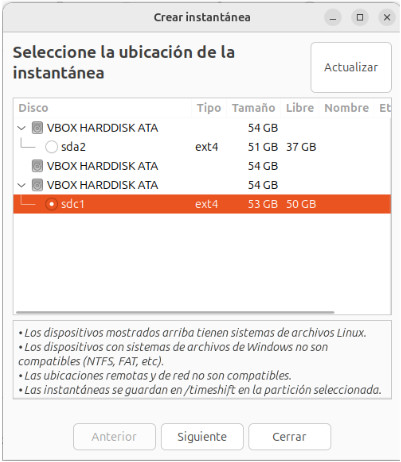 Crear instantánea
Seleccione la ubicación de la
instantánea
Actualizar
Disco Tipo Tamaño Libre Nombre Et
VBOX HARDDISK ATA 54 GB
sda2 ext4 51 GB 37 GB
VBOX HARDDISK ATA 54 GB
VBOX HARDDISK ATA 54 GB
sdc1 ext4 53 GB 50 GB
• Los dispositivos mostrados arriba tienen sistemas de archivos Linux.
• Los dispositivos con sistemas de archivos de Windows no son
compatibles (NTFS, FAT, etc).
• Las ubicaciones remotas y de red no son compatibles.
• Las instantáneas se guardan en /timeshift en la partición seleccionada.
Anterior Siguiente Cerrar